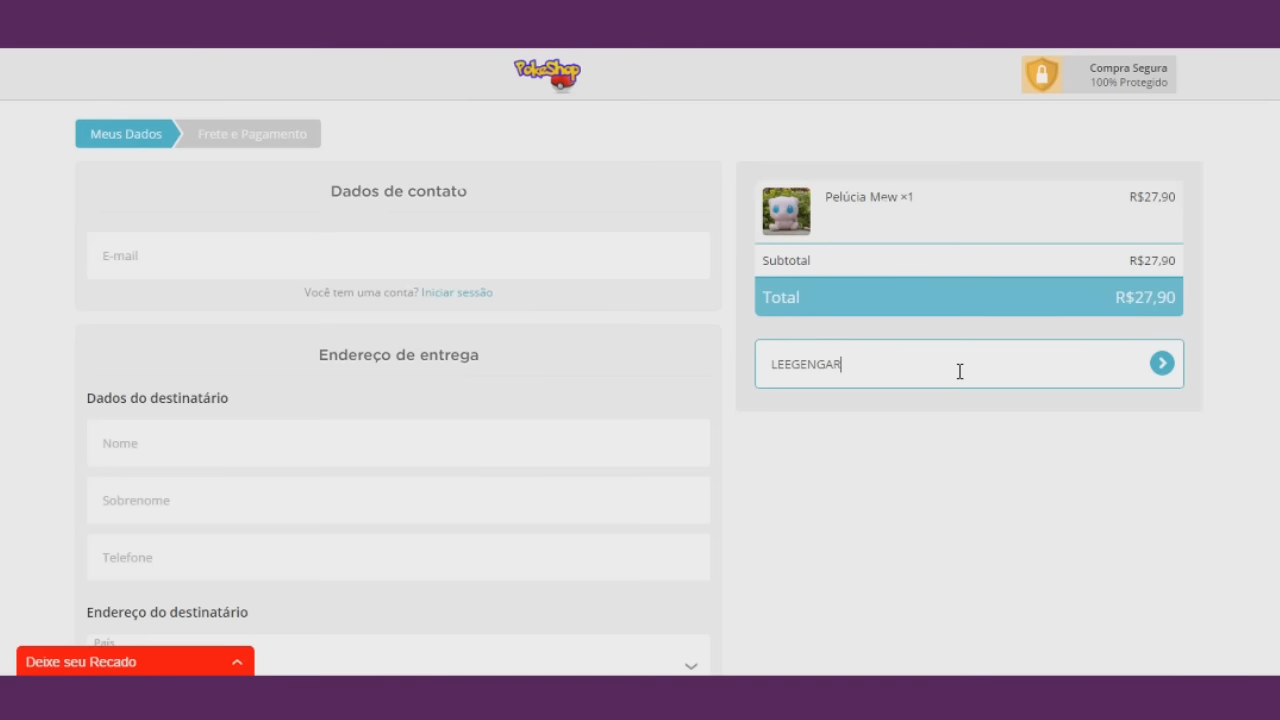 PokeShop
Compra Segura
100% Protegido
Meus Dados
Frete e Pagamento
Dados de contato
E-mail
Você tem uma conta? Iniciar sessão
Endereço de entrega
Dados do destinatário
Nome
Sobrenome
Telefone
Endereço do destinatário
País
Deixe seu Recado
Pelúcia Mew ×1 R$27,90
Subtotal R$27,90
Total R$27,90
LEEGENGAR